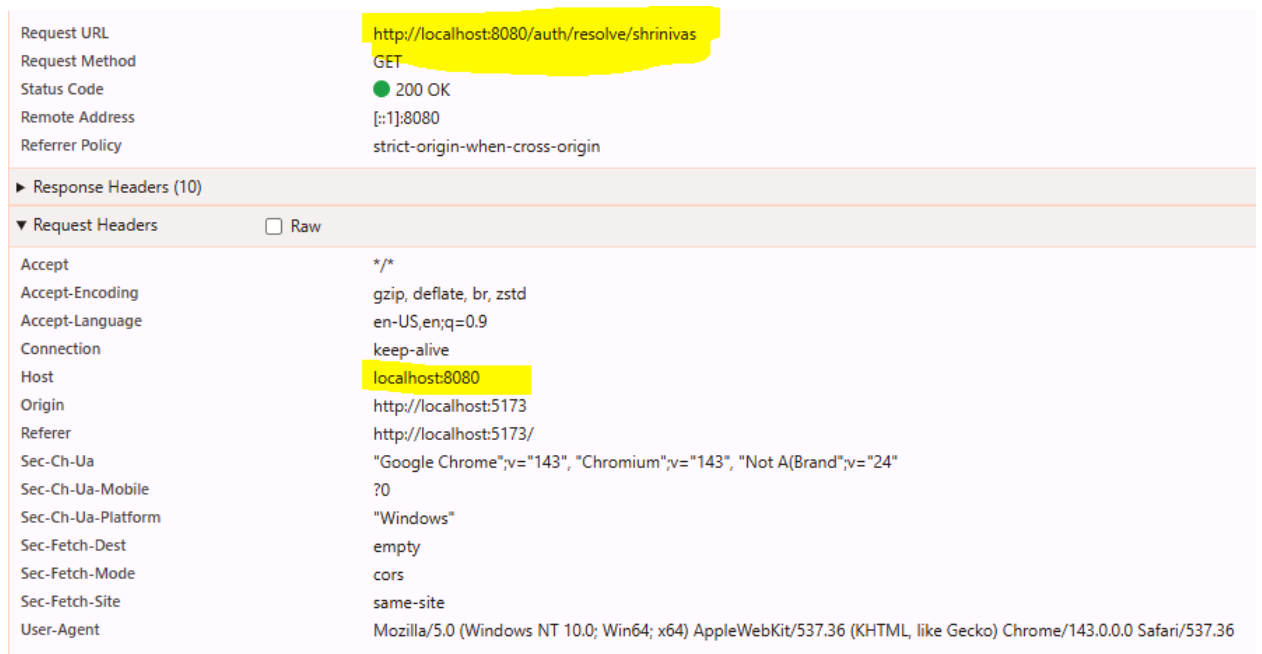 Request URL http://localhost:8080/auth/resolve/shrinivas
Request Method GET
Status Code 200 OK
Remote Address [::1]:8080
Referrer Policy strict-origin-when-cross-origin
Response Headers (10)
Request Headers Raw
Accept */*
Accept-Encoding gzip, deflate, br, zstd
Accept-Language en-US,en;q=0.9
Connection keep-alive
Host localhost:8080
Origin http://localhost:5173
Referer http://localhost:5173/
Sec-Ch-Ua "Google Chrome";v="143", "Chromium";v="143", "Not A(Brand";v="24"
Sec-Ch-Ua-Mobile ?0
Sec-Ch-Ua-Platform "Windows"
Sec-Fetch-Dest empty
Sec-Fetch-Mode cors
Sec-Fetch-Site same-site
User-Agent Mozilla/5.0 (Windows NT 10.0; Win64; x64) AppleWebKit/537.36 (KHTML, like Gecko) Chrome/143.0.0.0 Safari/537.36